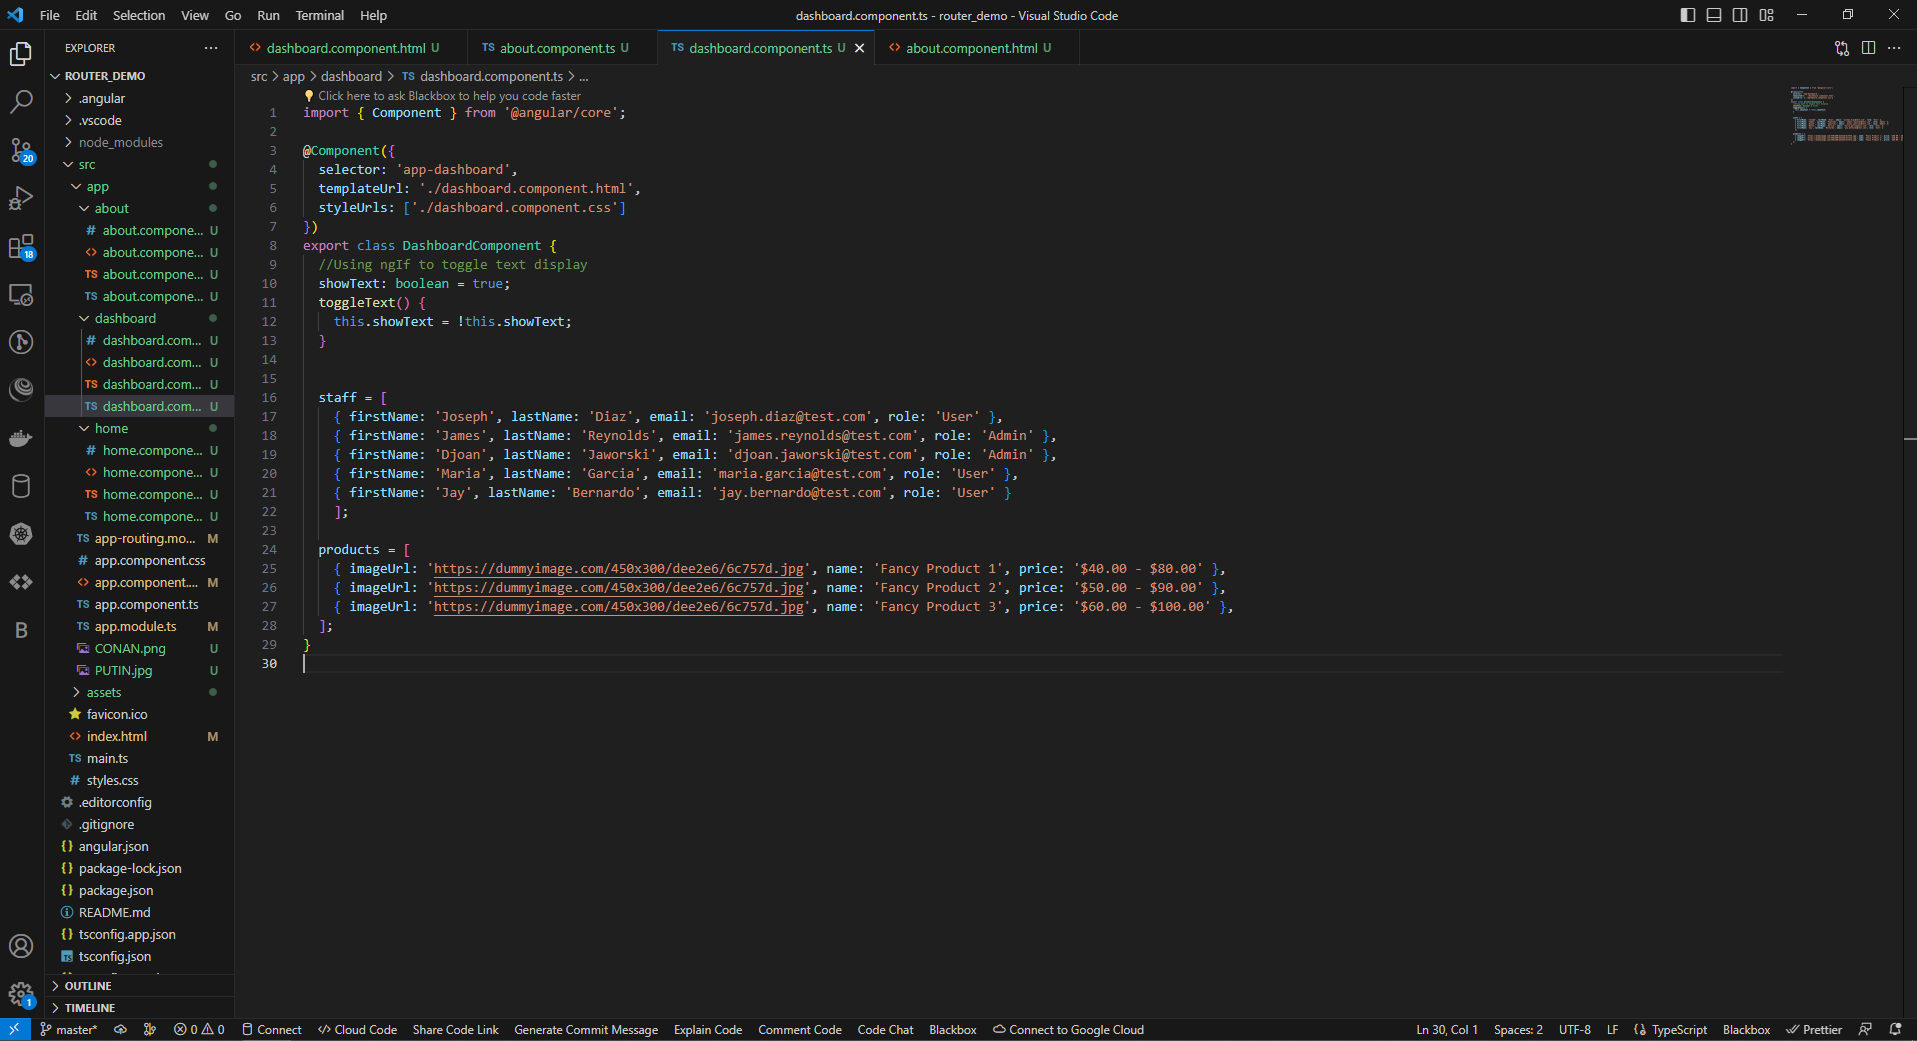 File Edit Selection View Go Run Terminal Help
dashboard.component.ts - router_demo - Visual Studio Code
EXPLORER
ROUTER_DEMO
.angular
.vscode
node_modules
src
app
about
# about.compone... U
<> about.compone... U
TS about.compone... U
TS about.compone... U
dashboard
# dashboard.com... U
<> dashboard.com... U
TS dashboard.com... U
TS dashboard.com... U
home
# home.compone... U
<> home.compone... U
TS home.compone... U
TS home.compone... U
TS app-routing.mo... M
# app.component.css
<> app.component.... M
TS app.component.ts
TS app.module.ts M
CONAN.png U
PUTIN.jpg U
assets
favicon.ico
<> index.html M
TS main.ts
# styles.css
.editorconfig
.gitignore
{} angular.json
{} package-lock.json
{} package.json
README.md
{} tsconfig.app.json
TS tsconfig.json
OUTLINE
TIMELINE
20
18
B
1
<> dashboard.component.html U
TS about.component.ts U
TS dashboard.component.ts U
<> about.component.html U
src > app > dashboard > TS dashboard.component.ts > ...
Click here to ask Blackbox to help you code faster
1 import { Component } from '@angular/core';
2
3 @Component({
4 selector: 'app-dashboard',
5 templateUrl: './dashboard.component.html',
6 styleUrls: ['./dashboard.component.css']
7 })
8 export class DashboardComponent {
9 //Using ngIf to toggle text display
10 showText: boolean = true;
11 toggleText() {
12 this.showText = !this.showText;
13 }
14
15
16 staff = [
17 { firstName: 'Joseph', lastName: 'Diaz', email: 'joseph.diaz@test.com', role: 'User' },
18 { firstName: 'James', lastName: 'Reynolds', email: 'james.reynolds@test.com', role: 'Admin' },
19 { firstName: 'Djoan', lastName: 'Jaworski', email: 'djoan.jaworski@test.com', role: 'Admin' },
20 { firstName: 'Maria', lastName: 'Garcia', email: 'maria.garcia@test.com', role: 'User' },
21 { firstName: 'Jay', lastName: 'Bernardo', email: 'jay.bernardo@test.com', role: 'User' }
22 ];
23
24 products = [
25 { imageUrl: 'https://dummyimage.com/450x300/dee2e6/6c757d.jpg', name: 'Fancy Product 1', price: '$40.00 - $80.00' },
26 { imageUrl: 'https://dummyimage.com/450x300/dee2e6/6c757d.jpg', name: 'Fancy Product 2', price: '$50.00 - $90.00' },
27 { imageUrl: 'https://dummyimage.com/450x300/dee2e6/6c757d.jpg', name: 'Fancy Product 3', price: '$60.00 - $100.00' },
28 ];
29 }
30
master* 0 0 Connect Cloud Code Share Code Link Generate Commit Message Explain Code Comment Code Code Chat Blackbox Connect to Google Cloud
Ln 30, Col 1 Spaces: 2 UTF-8 LF {} TypeScript Blackbox Prettier